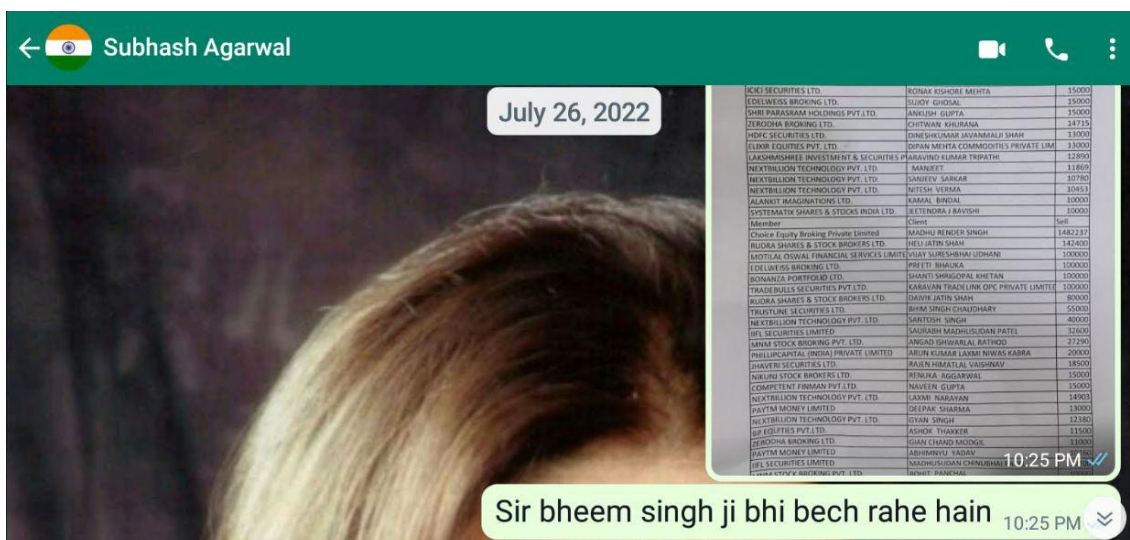 Subhash Agarwal
July 26, 2022
ICICI SECURITIES LTD. RONAK KISHORE MEHTA 15000
EDELWEISS BROKING LTD. SUJOY GHOSAL 15000
SHRI PARASRAM HOLDINGS PVT.LTD. ANKUSH GUPTA 15000
ZERODHA BROKING LTD. CHITWAN KHURANA 14715
HDFC SECURITIES LTD. DINESHKUMAR JAVANMALJI SHAH 13000
ELIXIR EQUITIES PVT. LTD. DIPAN MEHTA COMMODITIES PRIVATE LIM 13000
LAKSHMISHREE INVESTMENT & SECURITIES P ARAVIND KUMAR TRIPATHI 12890
NEXTBILLION TECHNOLOGY PVT. LTD. MANJEET 11869
NEXTBILLION TECHNOLOGY PVT. LTD. SANJEEV SARKAR 10780
NEXTBILLION TECHNOLOGY PVT. LTD. NITESH VERMA 10453
ALANKIT IMAGINATIONS LTD. KAMAL BINDAL 10000
SYSTEMATIX SHARES & STOCKS INDIA LTD. JEETENDRA J BAVISHI 10000
Member Client Sell
Choice Equity Broking Private Limited MADHU RENDER SINGH 1482237
RUDRA SHARES & STOCK BROKERS LTD. HELI JATIN SHAH 142400
MOTILAL OSWAL FINANCIAL SERVICES LIMITE VIJAY SURESHBHAI UDHANI 100000
EDELWEISS BROKING LTD. PREETI BHAUKA 100000
BONANZA PORTFOLIO LTD. SHANTI SHRIGOPAL KHETAN 100000
TRADEBULLS SECURITIES PVT.LTD. KARAVAN TRADELINK OPC PRIVATE LIMITED 100000
RUDRA SHARES & STOCK BROKERS LTD. DAIVIK JATIN SHAH 80000
TRUSTLINE SECURITIES LTD. BHIM SINGH CHAUDHARY 55000
NEXTBILLION TECHNOLOGY PVT. LTD. SANTOSH SINGH 40000
IIFL SECURITIES LIMITED SAURABH MADHUSUDAN PATEL 32600
MNM STOCK BROKING PVT. LTD. ANGAD ISHWARLAL RATHOD 27290
PHILLIPCAPITAL (INDIA) PRIVATE LIMITED ARUN KUMAR LAXMI NIWAS KABRA 20000
JHAVERI SECURITIES LTD. RAJEN HIMATLAL VAISHNAV 18500
NIKUNJ STOCK BROKERS LTD. RENUKA AGGARWAL 15000
COMPETENT FINMAN PVT.LTD. NAVEEN GUPTA 15000
NEXTBILLION TECHNOLOGY PVT. LTD. LAXMI NARAYAN 14903
PAYTM MONEY LIMITED DEEPAK SHARMA 13000
NEXTBILLION TECHNOLOGY PVT. LTD. GYAN SINGH 12380
EQUITIES PVT.LTD. ASHOK THAKKER 11500
ZERODHA BROKING LTD. GIAN CHAND MODGIL 11000
PAYTM MONEY LIMITED ABHIMNYU YADAV
IIFL SECURITIES LIMITED MADHUSUDAN
STOCK BROKING PVT. LTD. ROHIT PANCHAL
10:25 PM
Sir bheem singh ji bhi bech rahe hain 10:25 PM